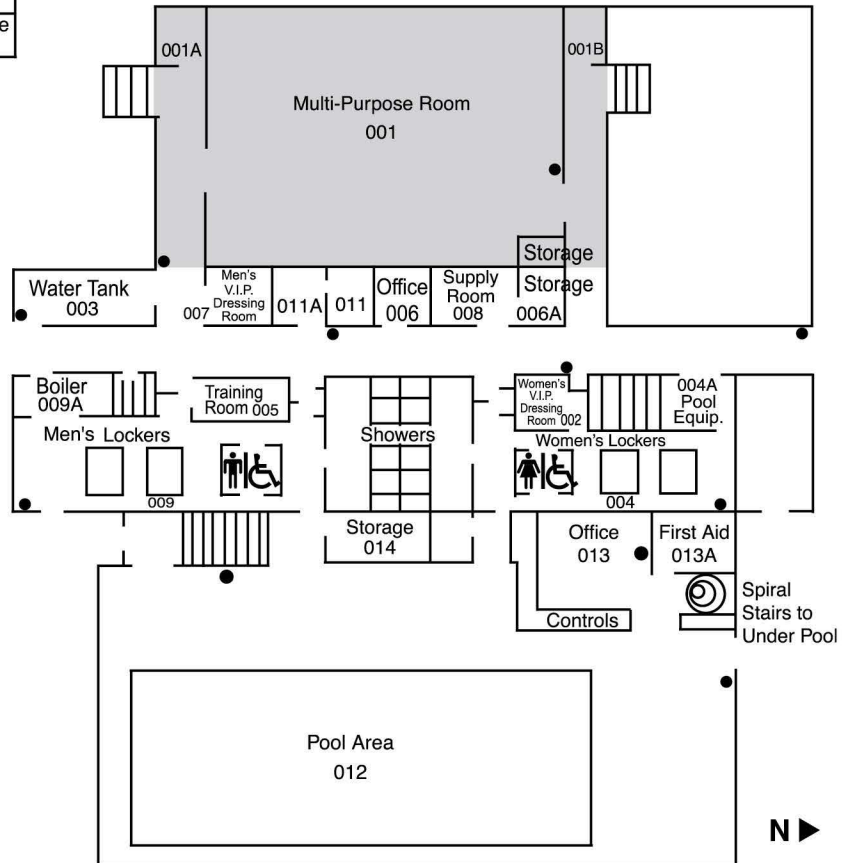 e
001A
001B
Multi-Purpose Room
001
Storage
Water Tank
003
007
Men's
V.I.P.
Dressing
Room
011A
011
Office
006
Supply
Room
008
Storage
006A
Boiler
009A
Training
Room 005
Women's
V.I.P.
Dressing
Room 002
004A
Pool
Equip.
Men's Lockers
Showers
Women's Lockers
009
004
Storage
014
Office
013
First Aid
013A
Controls
Spiral
Stairs to
Under Pool
Pool Area
012
N